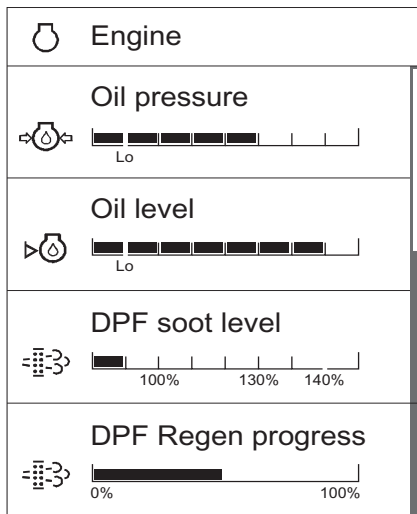 Engine
Oil pressure
Lo
Oil level
Lo
DPF soot level
100% 130% 140%
DPF Regen progress
0% 100%